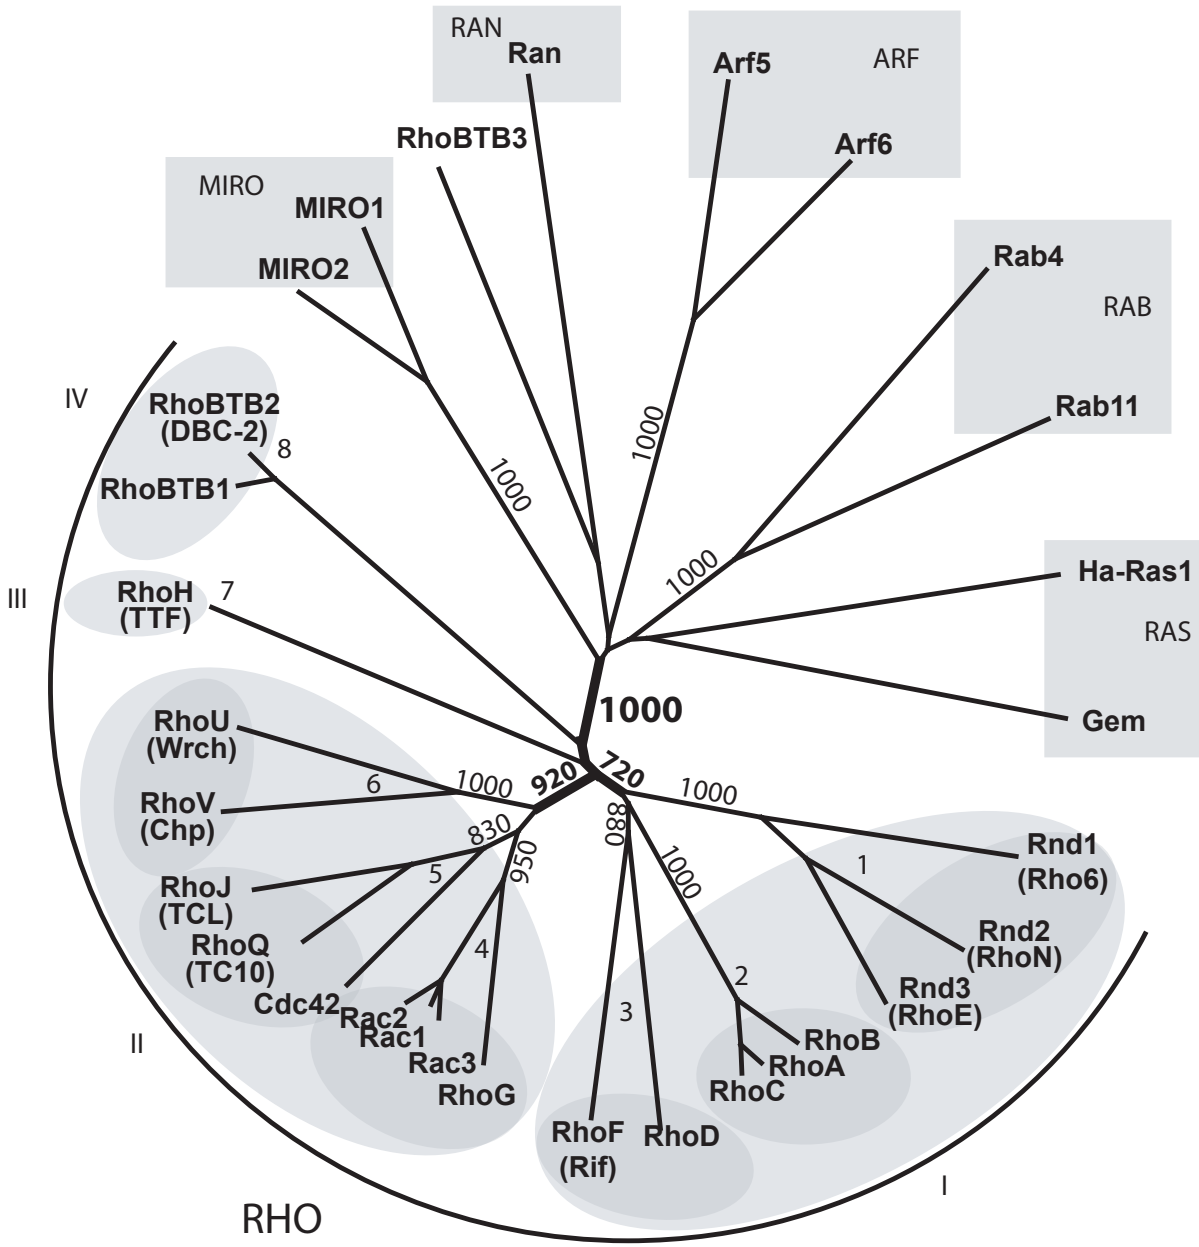 RAN
Ran
Arf5
ARF
RhoBTB3
Arf6
MIRO
MIRO1
MIRO2
Rab4
RAB
Rab11
IV
RhoBTB2
(DBC-2)
8
RhoBTB1
1000
1000
1000
Ha-Ras1
RAS
Gem
III
RhoH
(TTF)
7
1000
920
720
RhoU
(Wrch)
6
1000
RhoV
(Chp)
830
950
880
1000
1000
RhoJ
(TCL)
5
RhoQ
(TC10)
Cdc42
4
Rac2
Rac1
Rac3
RhoG
II
1
Rnd1
(Rho6)
Rnd2
(RhoN)
Rnd3
(RhoE)
2
3
RhoB
RhoA
RhoC
RhoF
(Rif)
RhoD
I
RHO